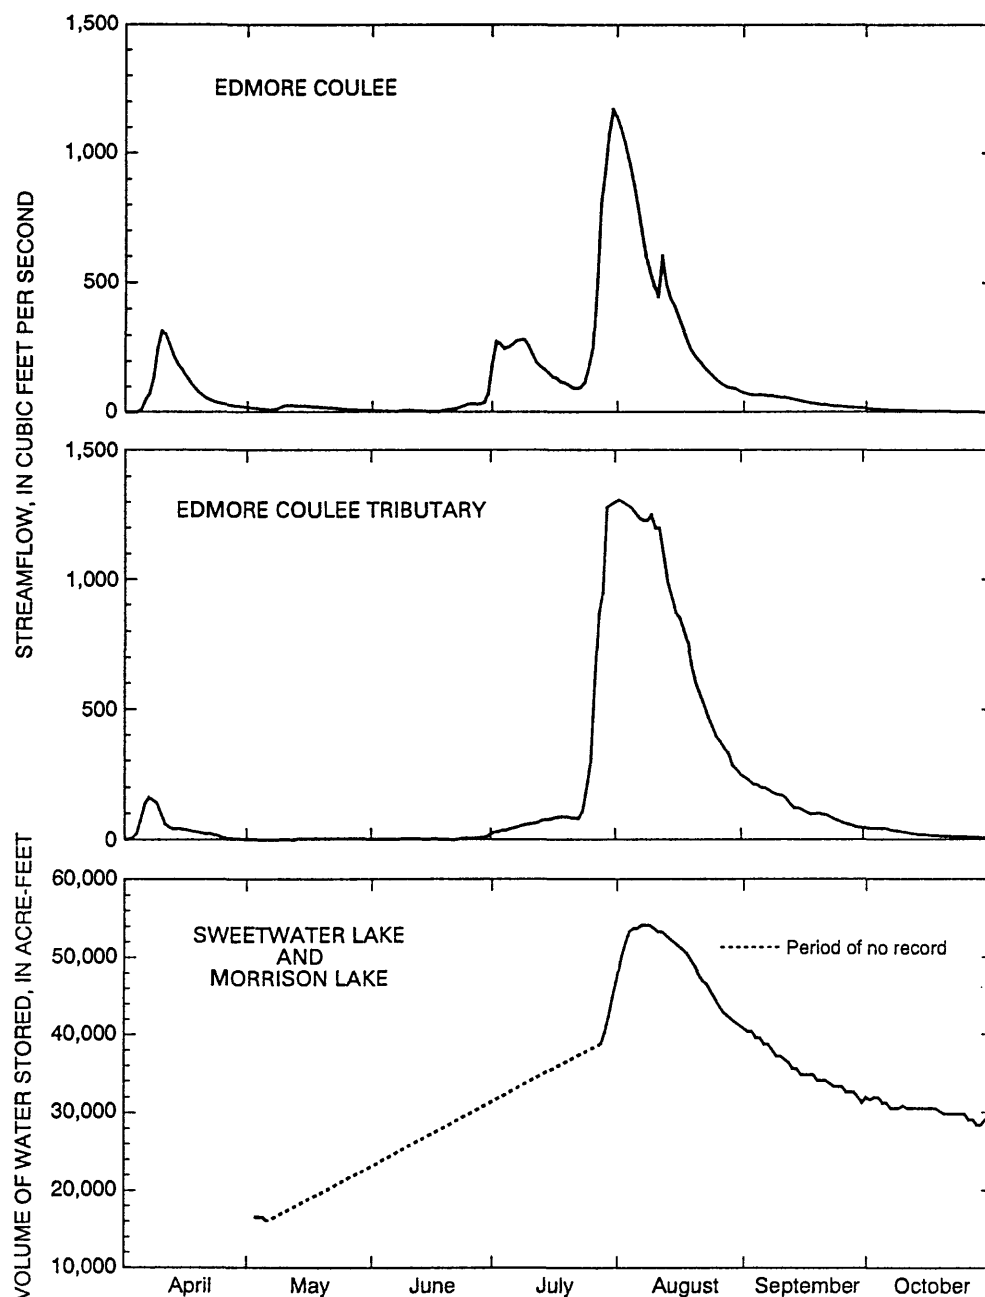 STREAMFLOW, IN CUBIC FEET PER SECOND
1,500
1,000
500
0
EDMORE COULEE
1,500
1,000
500
0
EDMORE COULEE TRIBUTARY
VOLUME OF WATER STORED, IN ACRE-FEET
60,000
50,000
40,000
30,000
20,000
10,000
SWEETWATER LAKE
AND
MORRISON LAKE
Period of no record
April May June July August September October